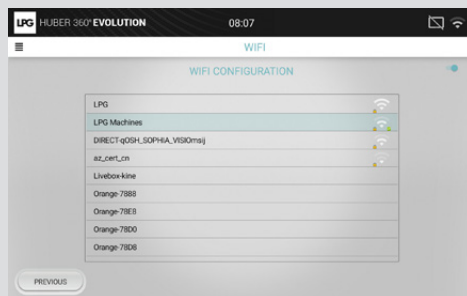 LPG HUBER 360° EVOLUTION 08:07
WIFI
WIFI CONFIGURATION
LPG
LPG Machines
DIRECT-qOSH_SOPHIA_VISIOmsij
az_cert_cn
Livebox-kine
Orange-7888
Orange-78E8
Orange-78D0
Orange-78D8
PREVIOUS